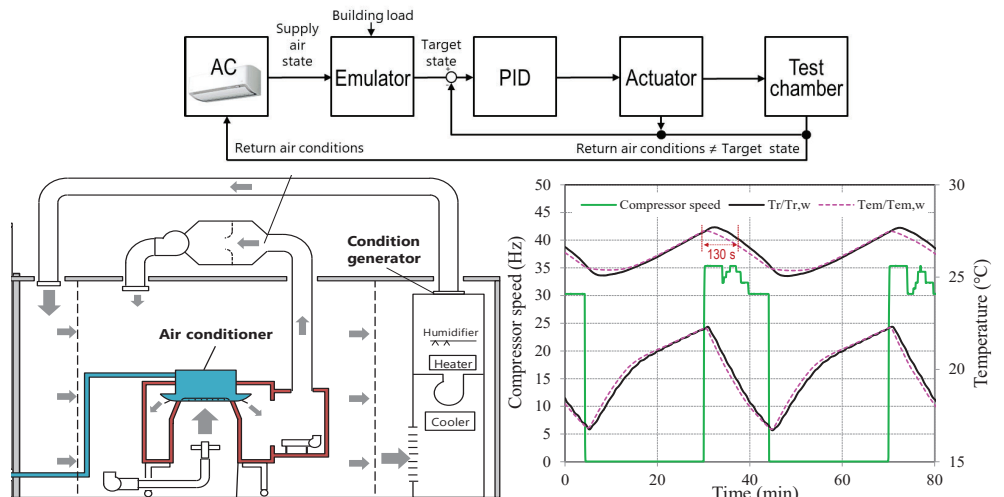 Building load
Supply
air
state
Target
state
AC
Emulator
PID
Actuator
Test
chamber
Return air conditions
Return air conditions ≠ Target state
Condition
generator
Air conditioner
Humidifier
Heater
Cooler
Compressor speed
Tr/Tr,w
Tem/Tem,w
130 s
Compressor speed (Hz)
50
45
40
35
30
25
20
15
10
5
0
Temperature (°C)
30
25
20
15
0
20
40
60
80
Time (min)